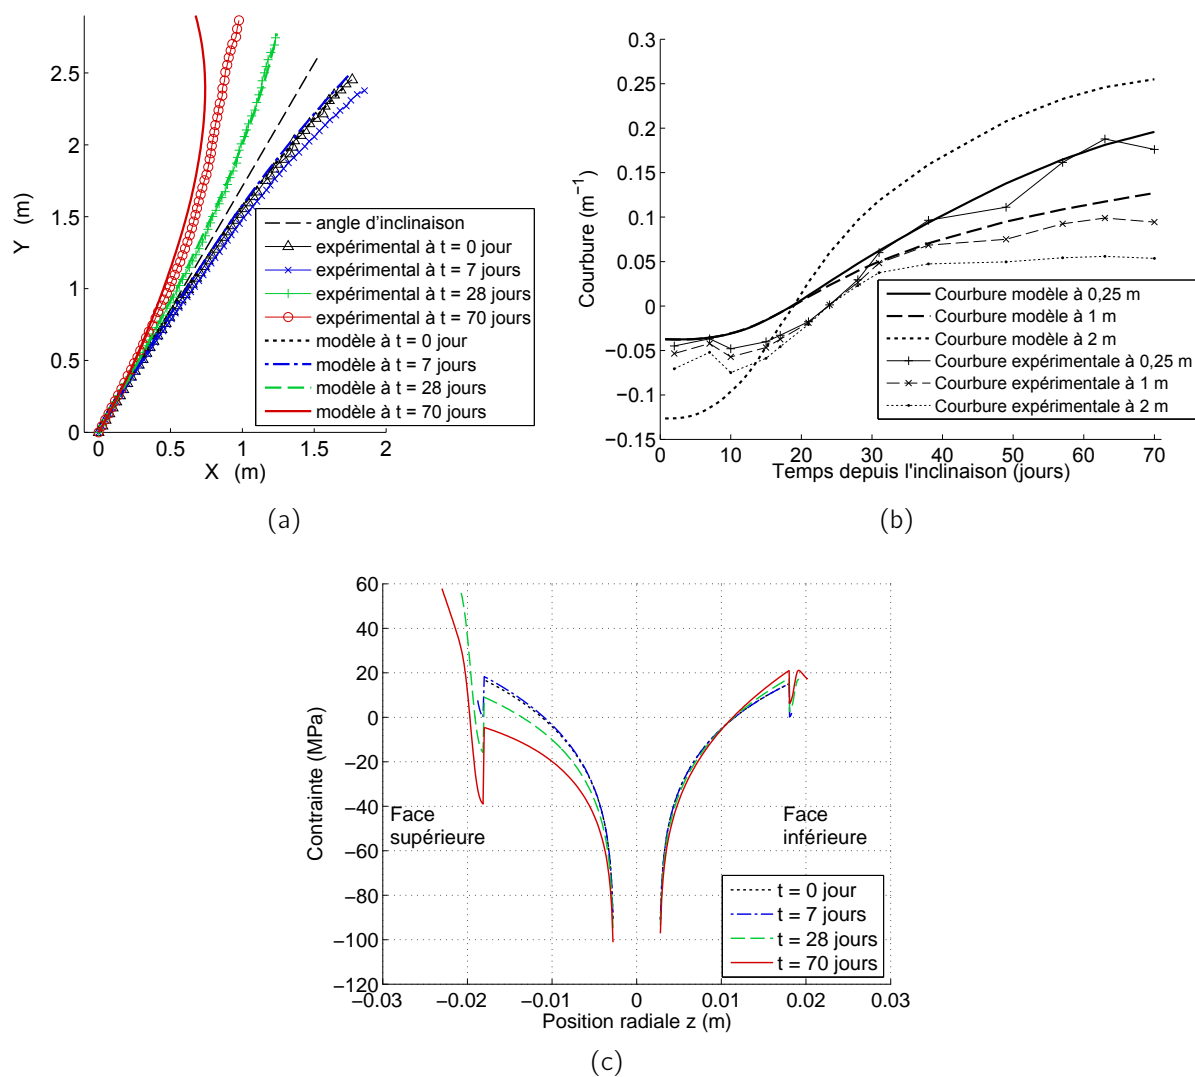 2.5
2
1.5
1
0.5
0
Y (m)
0
0.5
1
1.5
2
X (m)
angle d'inclinaison
expérimental à t = 0 jour
expérimental à t = 7 jours
expérimental à t = 28 jours
expérimental à t = 70 jours
modèle à t = 0 jour
modèle à t = 7 jours
modèle à t = 28 jours
modèle à t = 70 jours
(a)
0.3
0.25
0.2
0.15
0.1
0.05
0
−0.05
−0.1
−0.15
Courbure (m⁻¹)
0
10
20
30
40
50
60
70
Temps depuis l'inclinaison (jours)
Courbure modèle à 0,25 m
Courbure modèle à 1 m
Courbure modèle à 2 m
Courbure expérimentale à 0,25 m
Courbure expérimentale à 1 m
Courbure expérimentale à 2 m
(b)
60
40
20
0
−20
−40
−60
−80
−100
−120
Contrainte (MPa)
−0.03
−0.02
−0.01
0
0.01
0.02
0.03
Position radiale z (m)
Face
supérieure
Face
inférieure
t = 0 jour
t = 7 jours
t = 28 jours
t = 70 jours
(c)